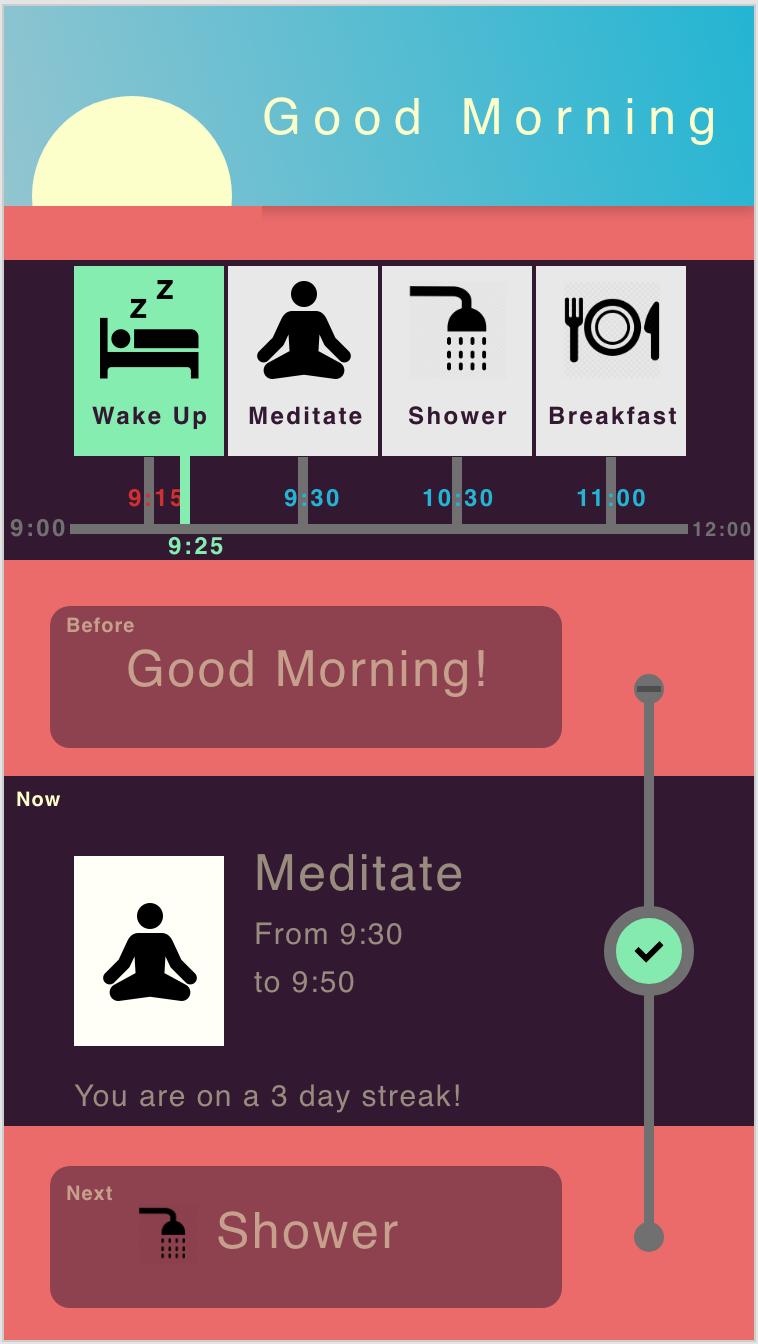 Good Morning
z
z
Wake Up
Meditate
Shower
Breakfast
9:15
9:30
10:30
11:00
9:00
12:00
9:25
Before
Good Morning!
Now
Meditate
From 9:30
to 9:50
You are on a 3 day streak!
Next
Shower